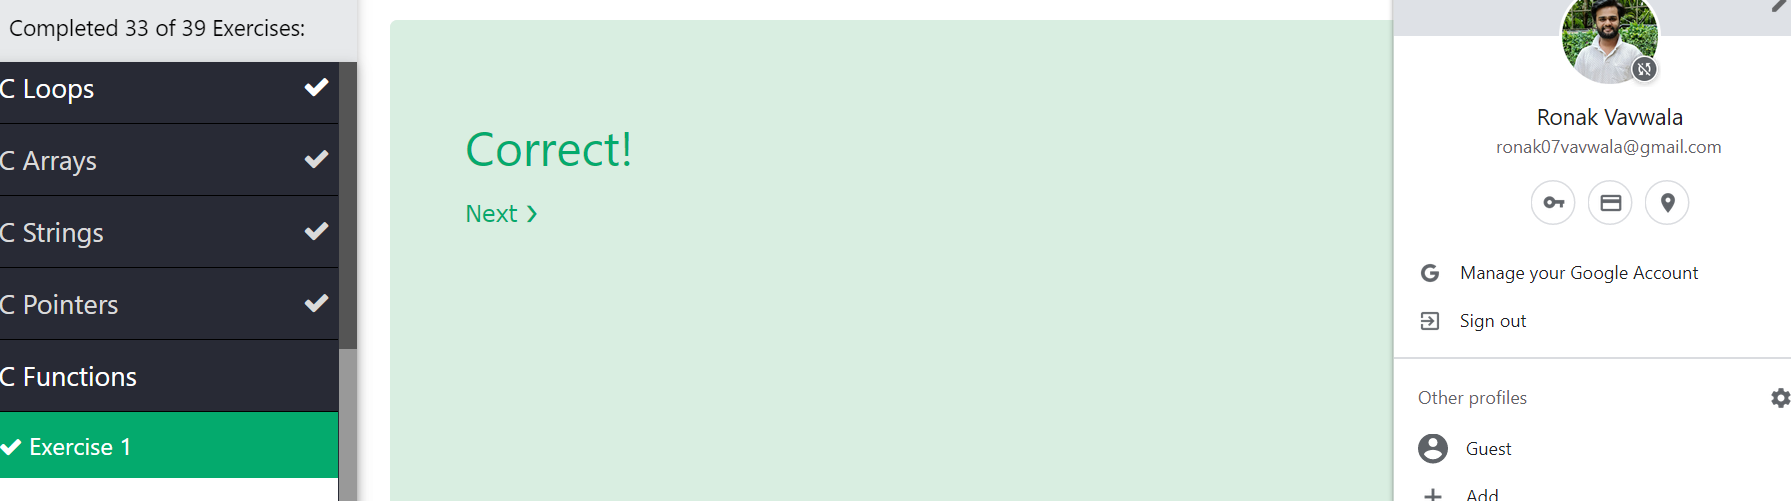 Completed 33 of 39 Exercises:
C Loops
C Arrays
C Strings
C Pointers
C Functions
Exercise 1
Correct!
Next ›
Ronak Vavwala
ronak07vavwala@gmail.com
Manage your Google Account
Sign out
Other profiles
Guest
Add